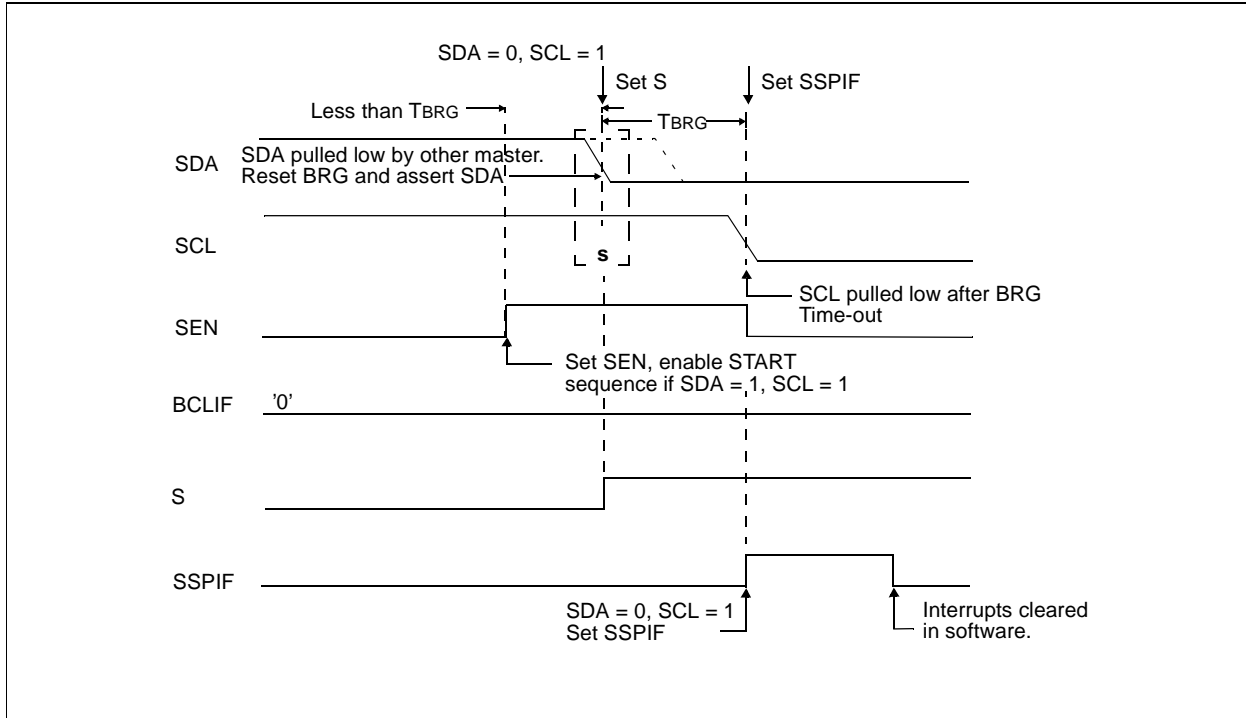 SDA = 0, SCL = 1
Set S
Set SSPIF
Less than TBRG
TBRG
SDA
SDA pulled low by other master.
Reset BRG and assert SDA
SCL
s
SCL pulled low after BRG
Time-out
SEN
Set SEN, enable START
sequence if SDA = 1, SCL = 1
BCLIF
'0'
S
SSPIF
SDA = 0, SCL = 1
Set SSPIF
Interrupts cleared
in software.